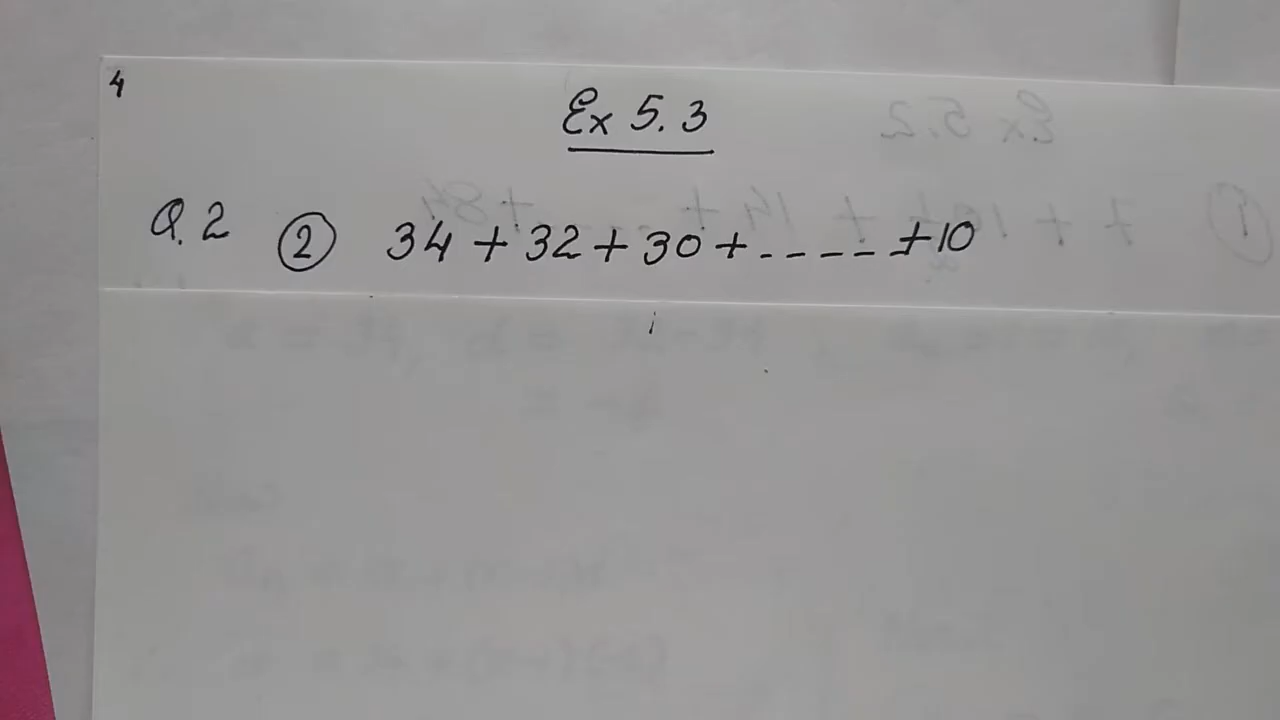 4
Ex 5.3
Q.2 ② 34 + 32 + 30 + _ _ _ _ _ + 10